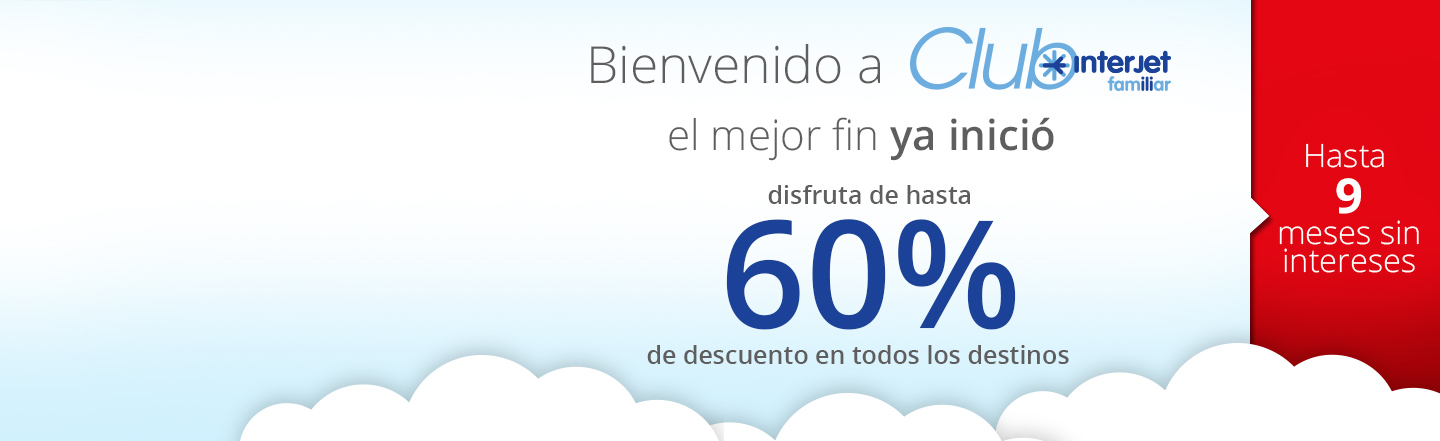 Bienvenido a Club interjet
familiar
el mejor fin ya inició
disfruta de hasta
60%
de descuento en todos los destinos
Hasta
9
meses sin
intereses